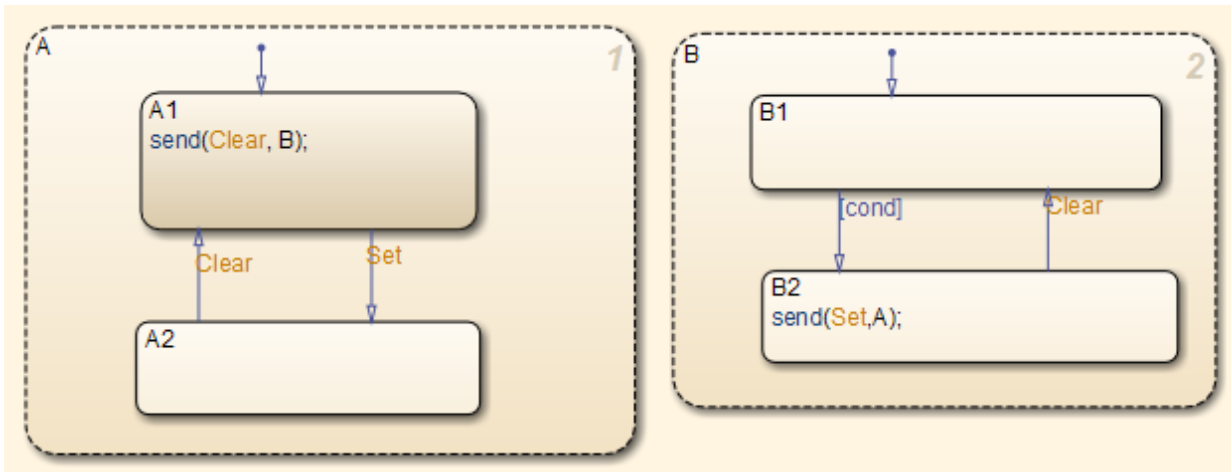 A
1
A1
send(Clear, B);
Clear
Set
A2
B
2
B1
[cond]
Clear
B2
send(Set,A);